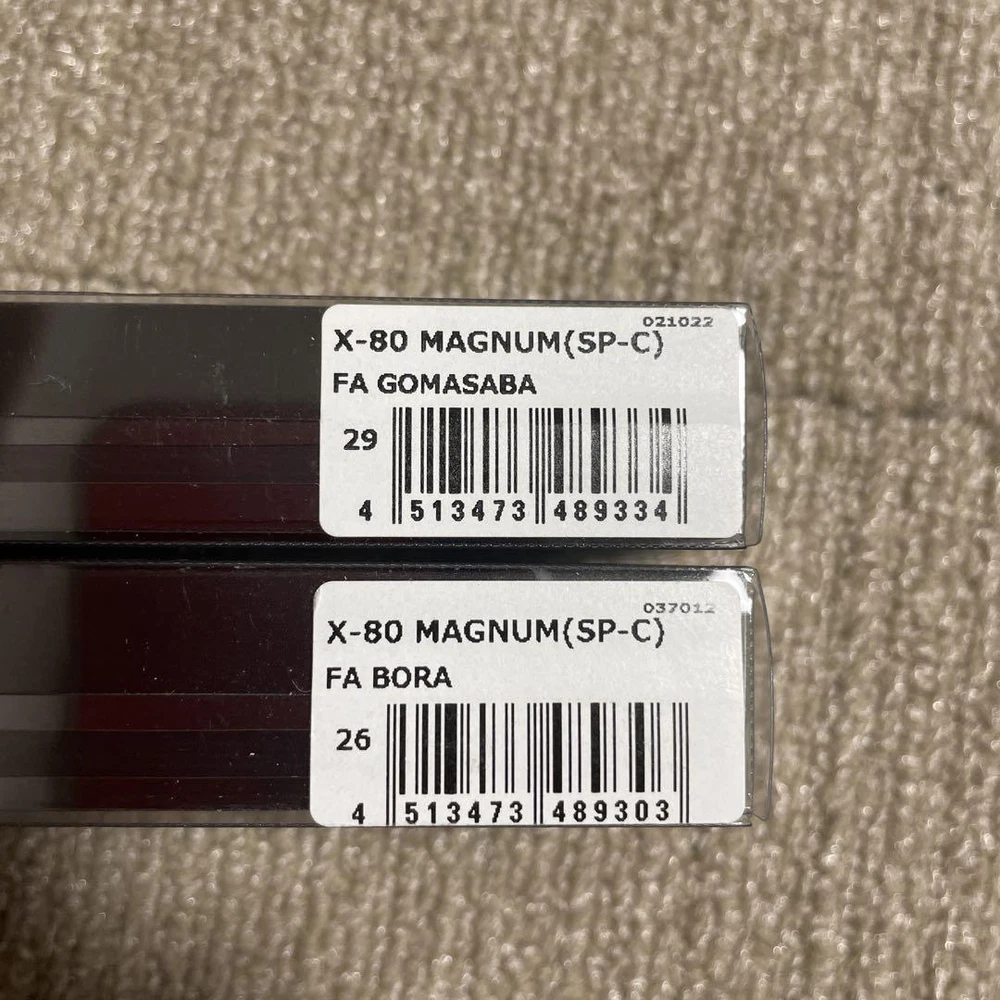 021022
X-80 MAGNUM(SP-C)
FA GOMASABA
29
4 513473 489334
037012
X-80 MAGNUM(SP-C)
FA BORA
26
4 513473 489303